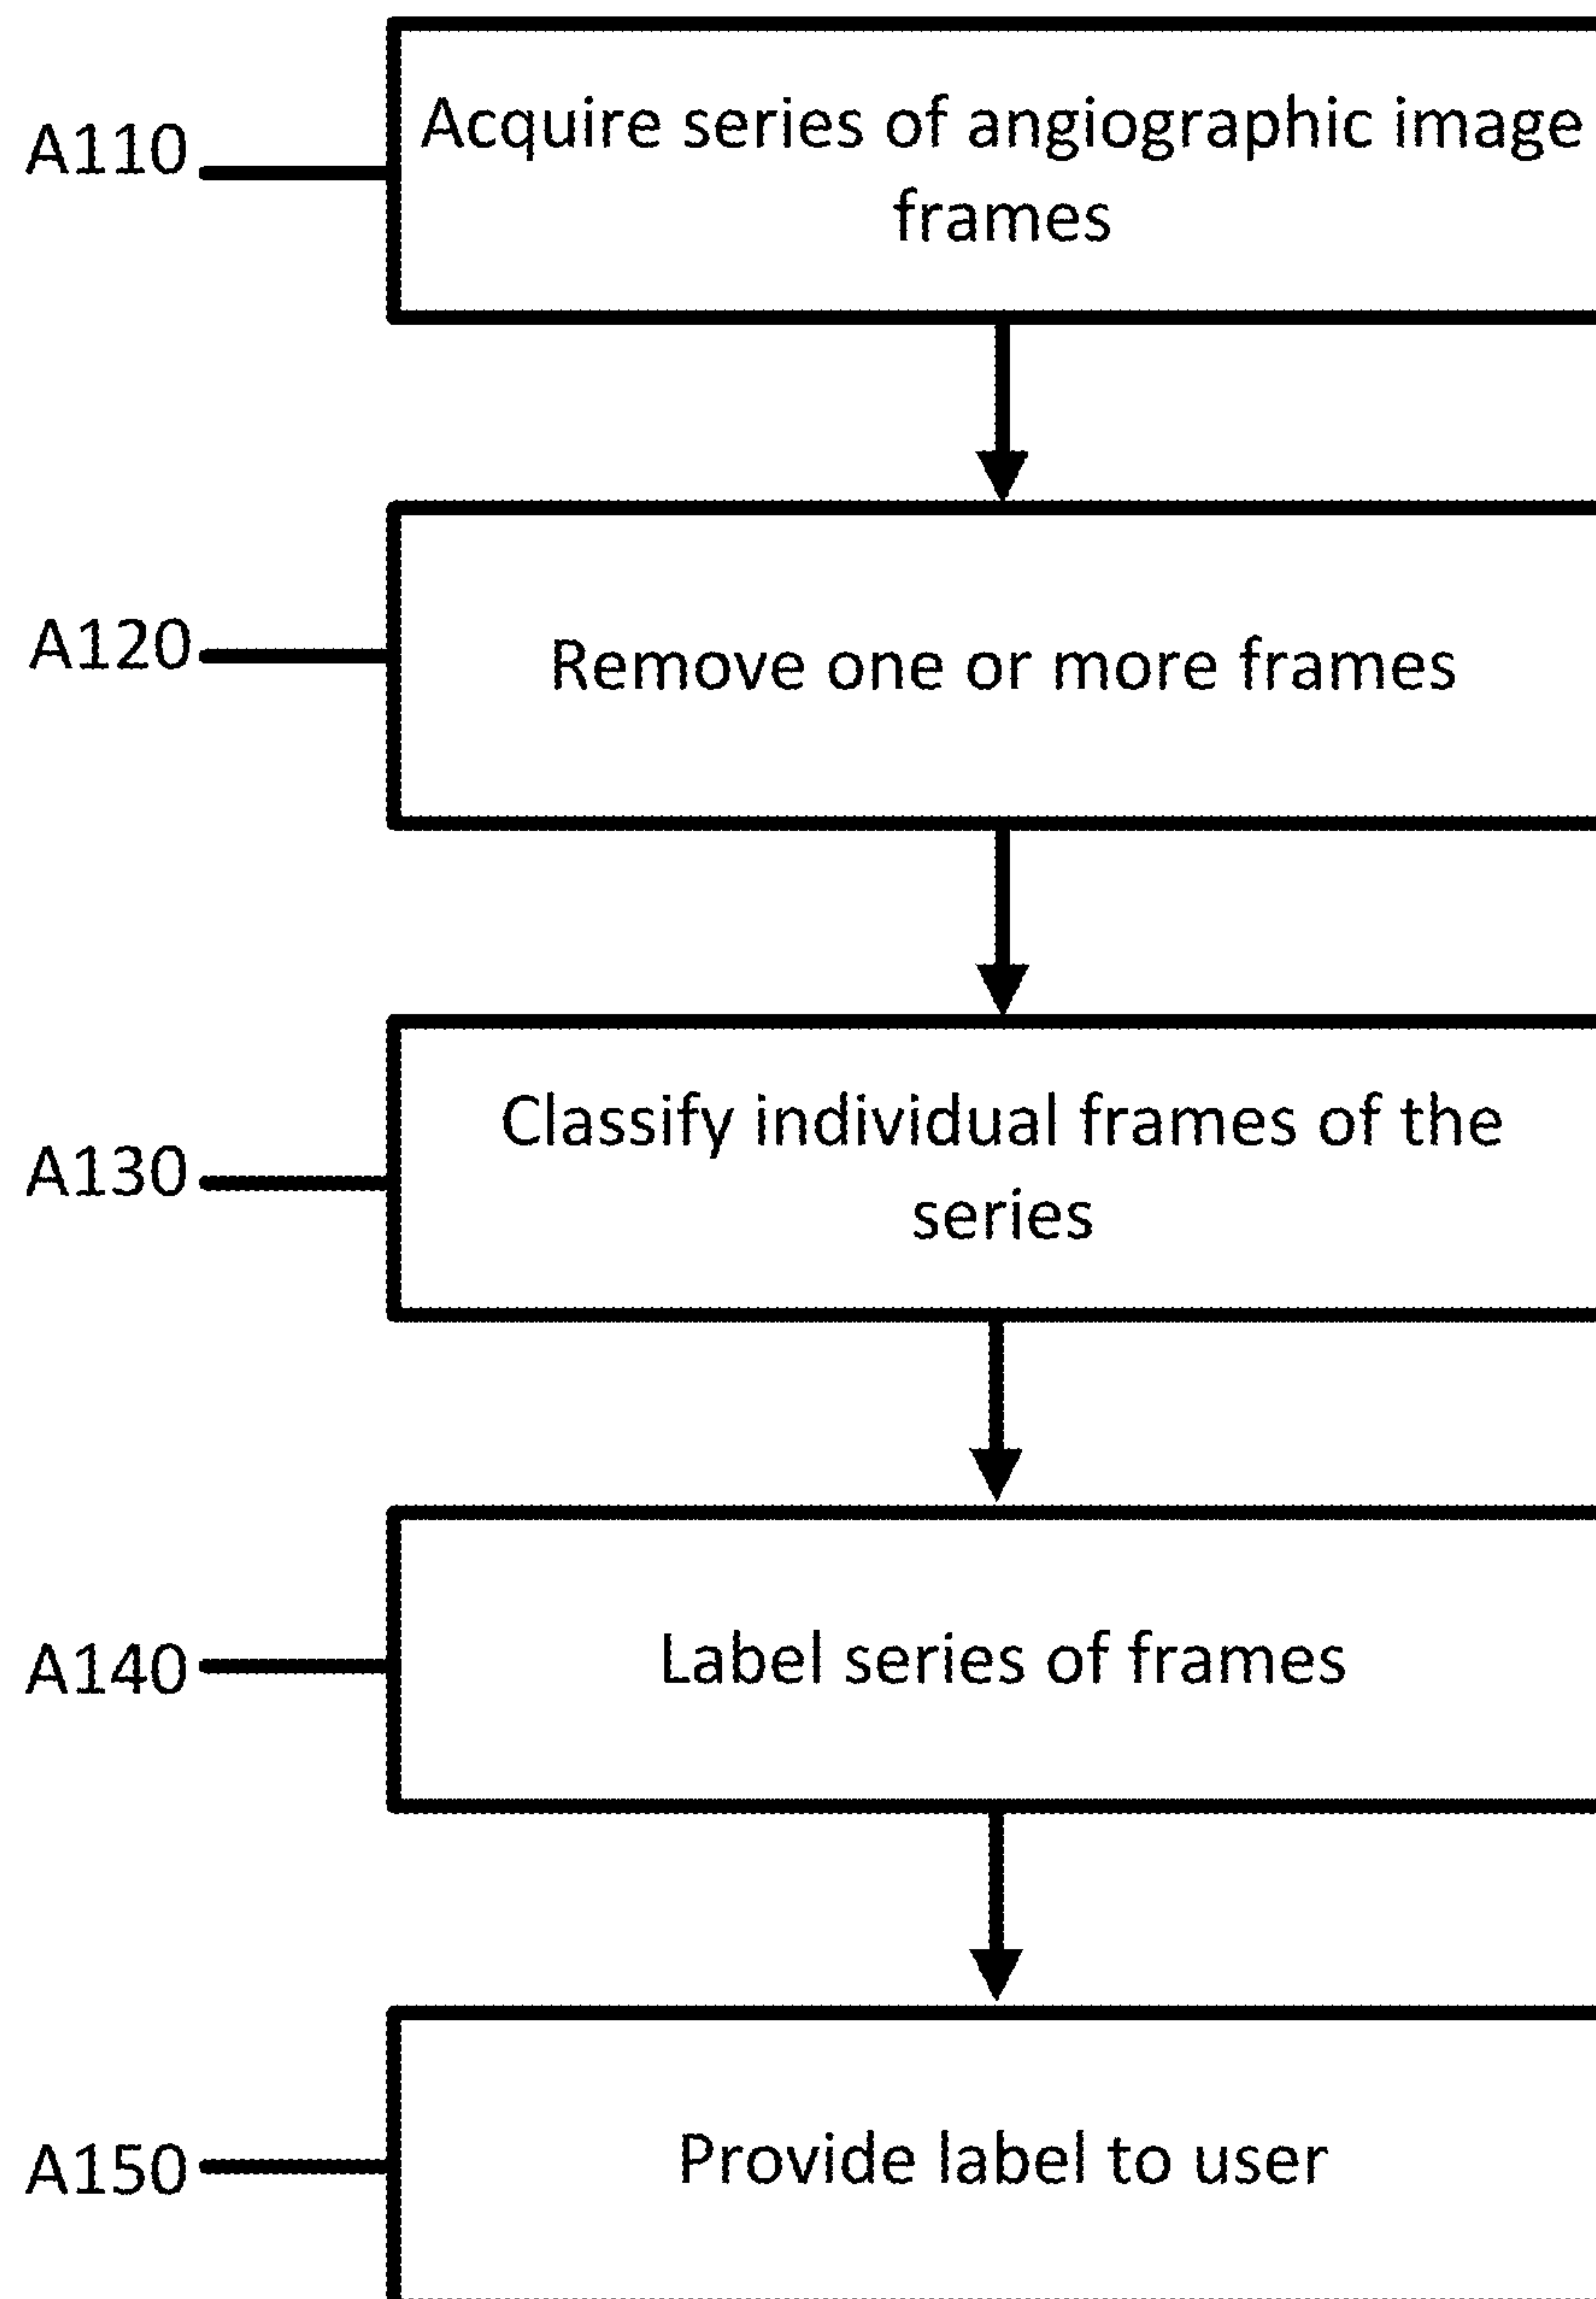 A110
Acquire series of angiographic image
frames
A120
Remove one or more frames
A130
Classify individual frames of the
series
A140
Label series of frames
A150
Provide label to user